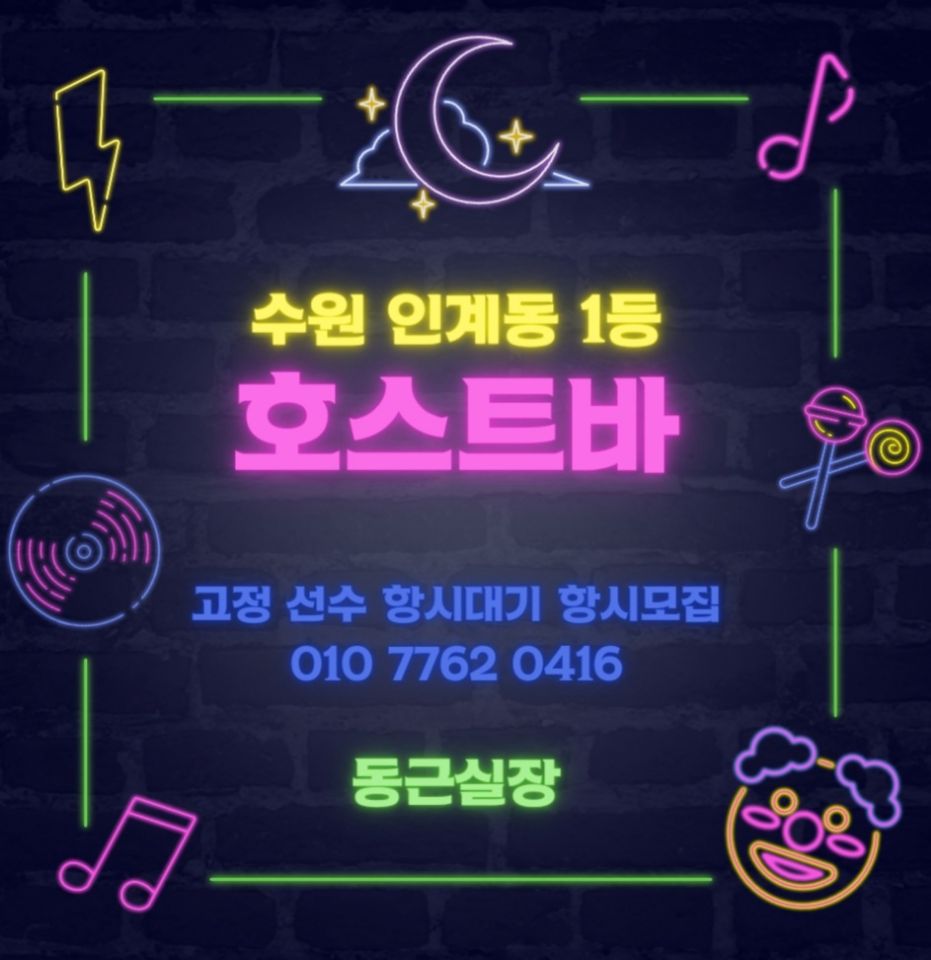 수원 인계동 1등
호스트바
고정 선수 항시대기 항시모집
010 7762 0416
동근실장